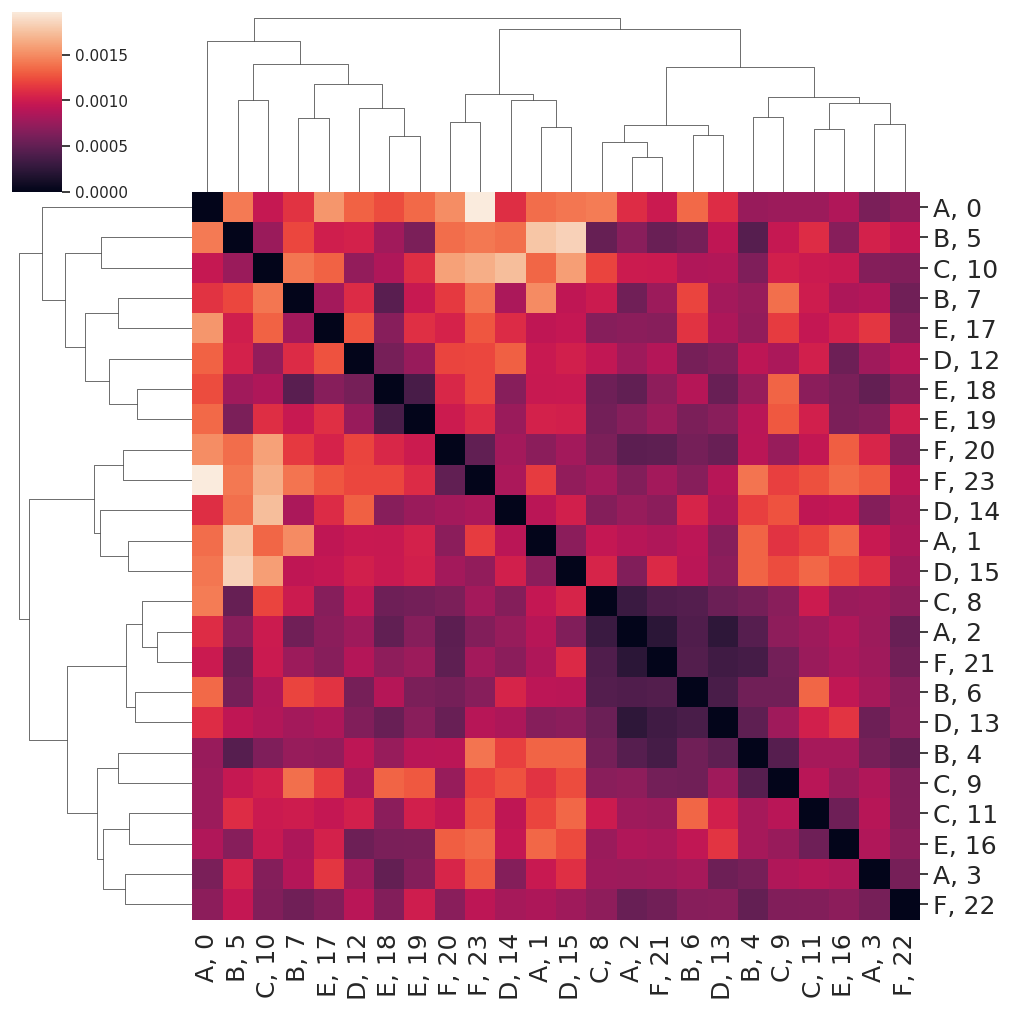 0.0015
0.0010
0.0005
0.0000
A, 0
B, 5
C, 10
B, 7
E, 17
D, 12
E, 18
E, 19
F, 20
F, 23
D, 14
A, 1
D, 15
C, 8
A, 2
F, 21
B, 6
D, 13
B, 4
C, 9
C, 11
E, 16
A, 3
F, 22
A, 0
B, 5
C, 10
B, 7
E, 17
D, 12
E, 18
E, 19
F, 20
F, 23
D, 14
A, 1
D, 15
C, 8
A, 2
F, 21
B, 6
D, 13
B, 4
C, 9
C, 11
E, 16
A, 3
F, 22